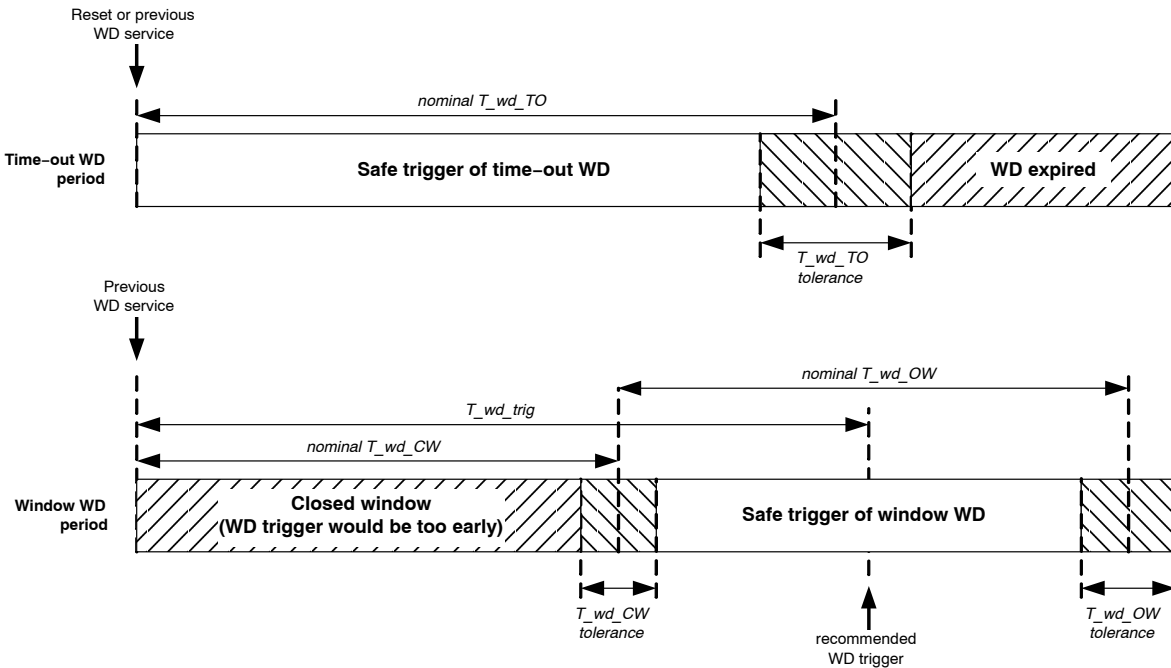 Reset or previous
WD service
nominal T_wd_TO
Time−out WD
period
Safe trigger of time−out WD
WD expired
T_wd_TO
tolerance
Previous
WD service
nominal T_wd_OW
T_wd_trig
nominal T_wd_CW
Window WD
period
Closed window
(WD trigger would be too early)
Safe trigger of window WD
T_wd_CW
tolerance
recommended
WD trigger
T_wd_OW
tolerance